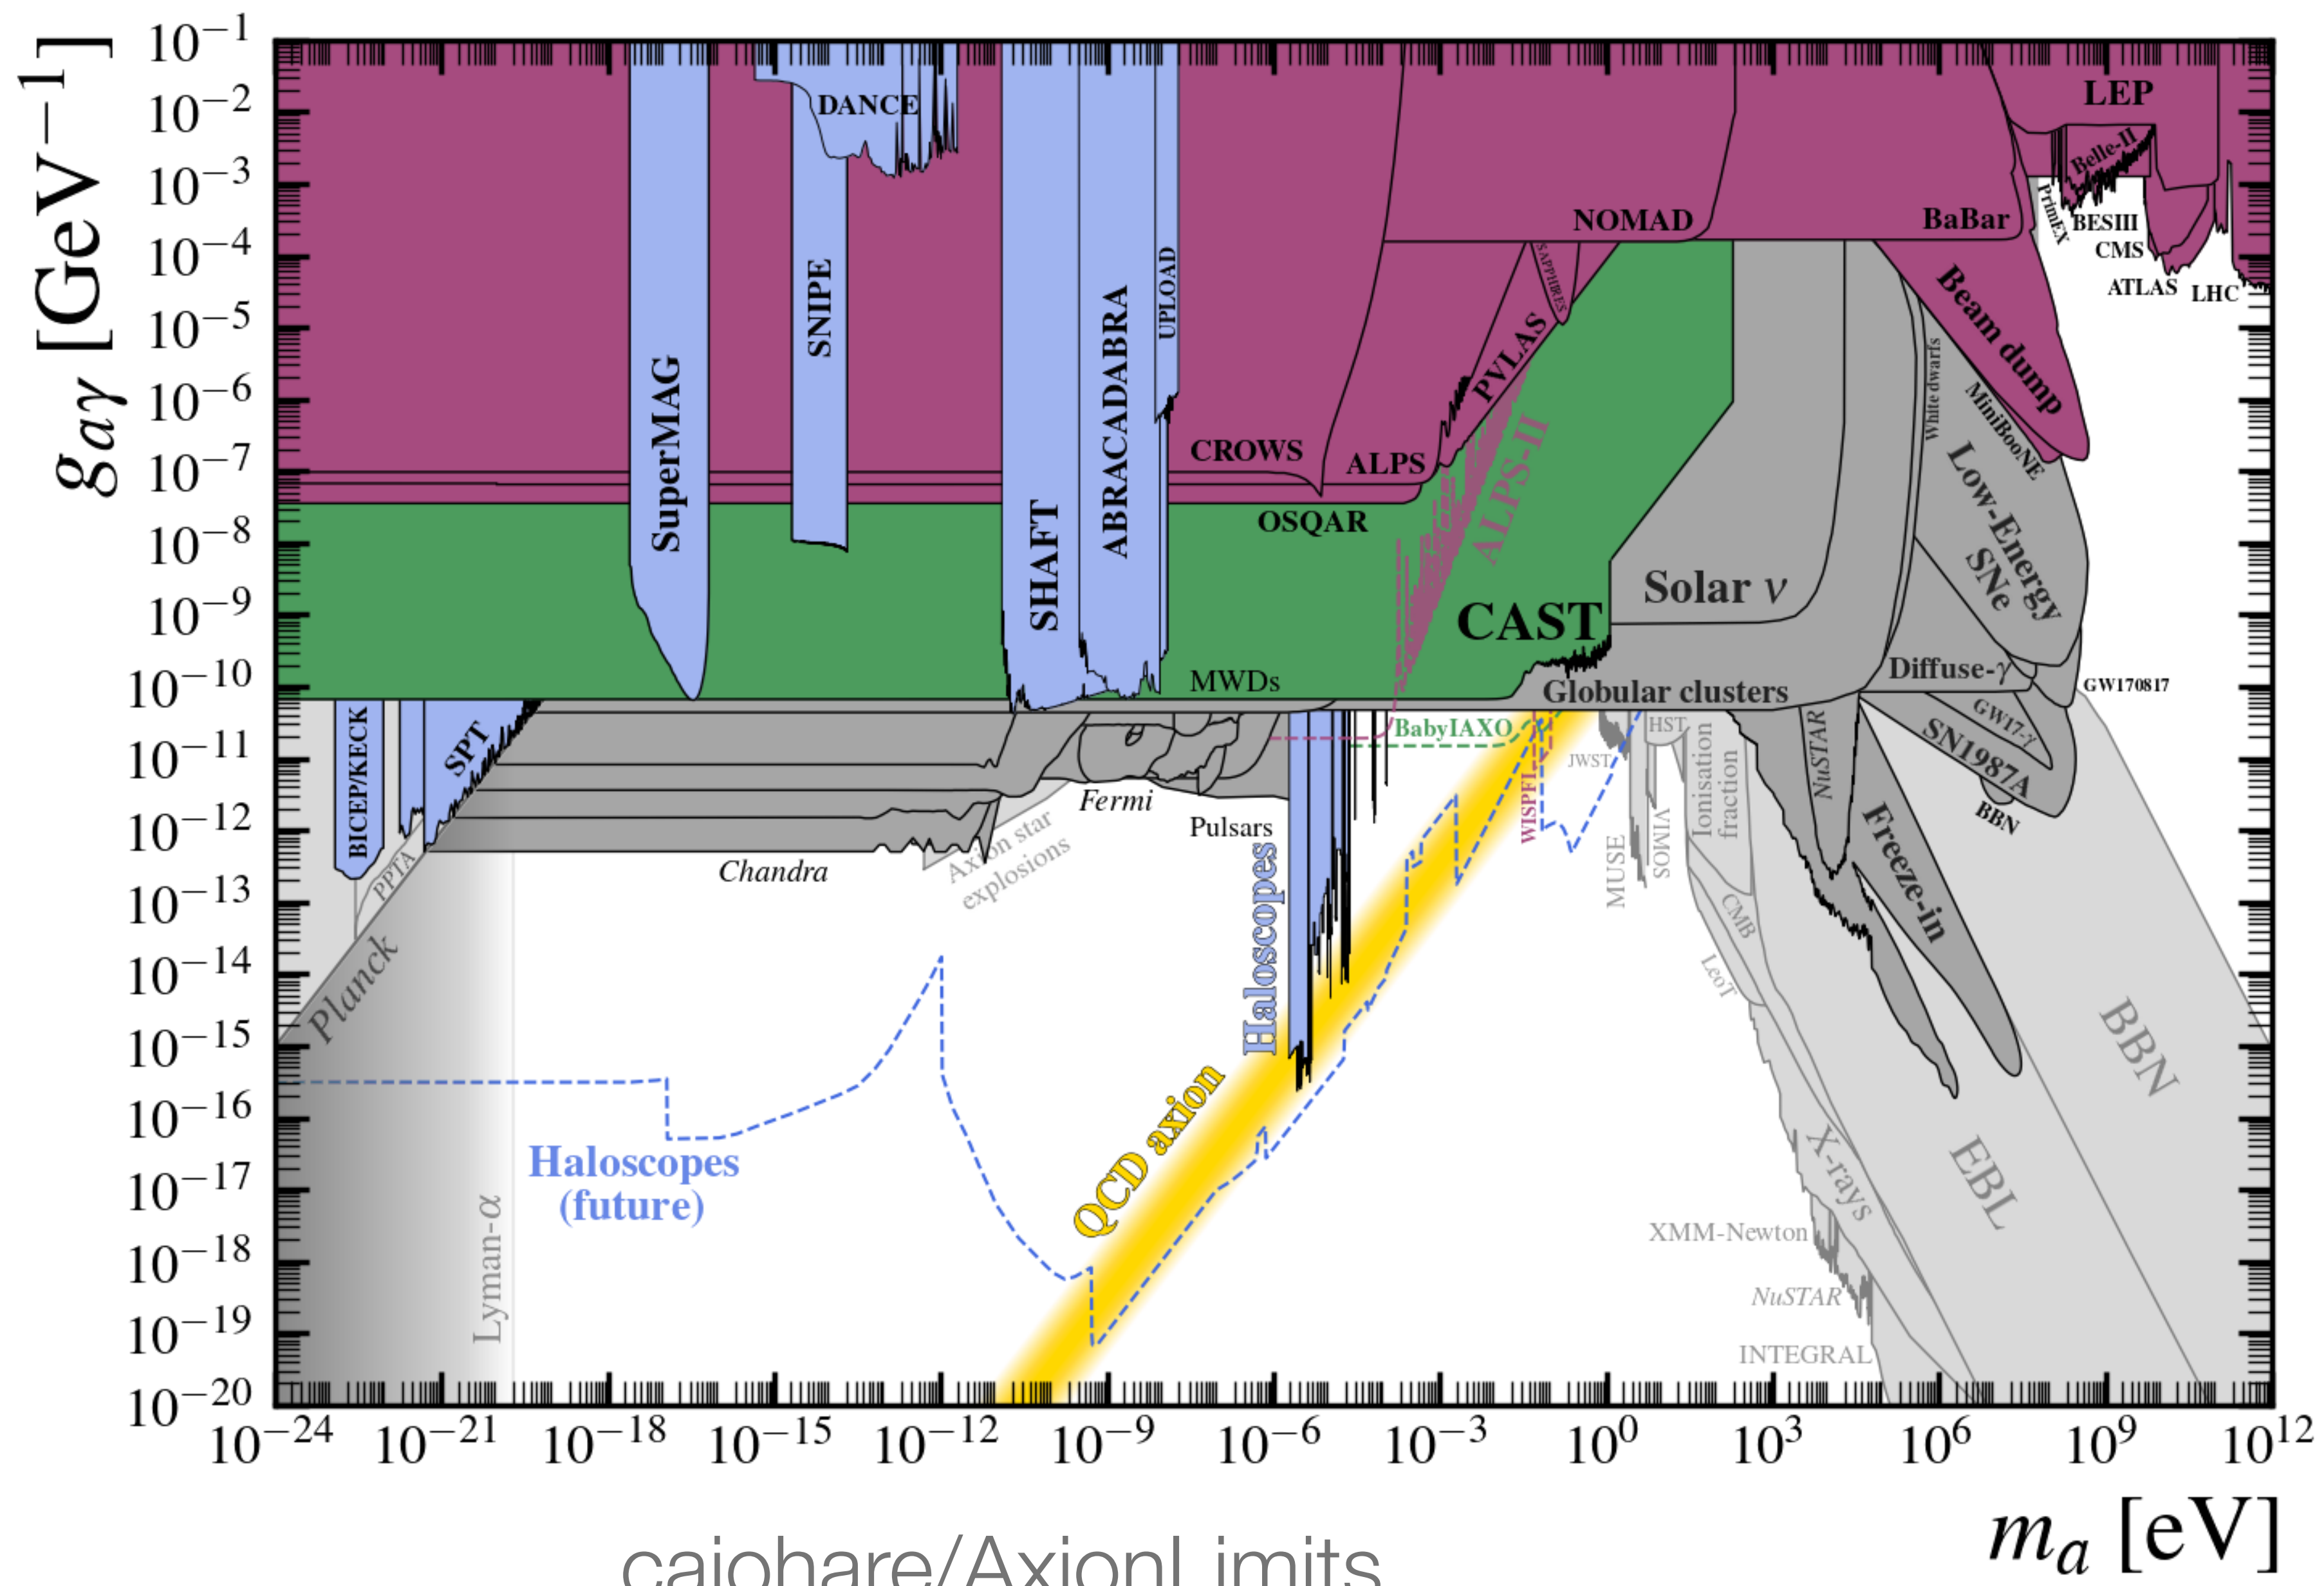 g_{aγ} [GeV^{−1}]
10^{−1}
10^{−2}
10^{−3}
10^{−4}
10^{−5}
10^{−6}
10^{−7}
10^{−8}
10^{−9}
10^{−10}
10^{−11}
10^{−12}
10^{−13}
10^{−14}
10^{−15}
10^{−16}
10^{−17}
10^{−18}
10^{−19}
10^{−20}
DANCE
LEP
Belle-II
PrimEX
BESIII
CMS
ATLAS
LHC
NOMAD
BaBar
SAPPHIRES
SuperMAG
SNIPE
SHAFT
ABRACADABRA
UPLOAD
PVLAS
ALPS-II
Beam dump
White dwarfs
MiniBooNE
CROWS
ALPS
OSQAR
Low-Energy
SNe
Solar ν
CAST
MWDs
Globular clusters
Diffuse-γ
GW170817
BICEP/KECK
SPT
PPTA
BabyIAXO
WISPFI
JWST
HST
MUSE
VIMOS
Ionisation
fraction
NuSTAR
GW17-γ
SN1987A
BBN
Fermi
Pulsars
Chandra
Axion star
explosions
Haloscopes
Freeze-in
CMB
LeoT
Planck
Lyman-α
QCD axion
Haloscopes
(future)
X-rays
EBL
BBN
XMM-Newton
NuSTAR
INTEGRAL
10^{−24} 10^{−21} 10^{−18} 10^{−15} 10^{−12} 10^{−9} 10^{−6} 10^{−3} 10^{0} 10^{3} 10^{6} 10^{9} 10^{12}
m_a [eV]
cajohare/AxionLimits